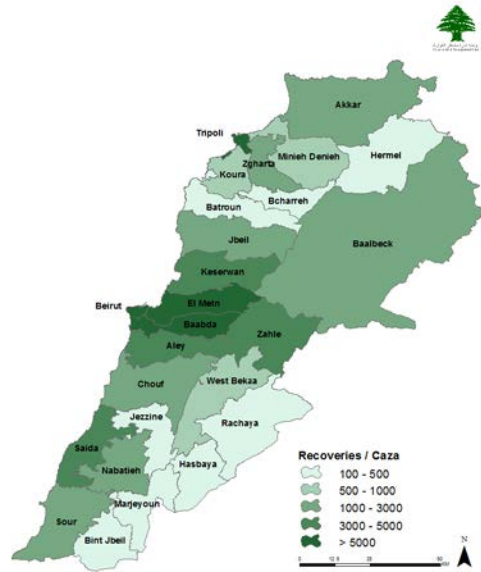 Akkar
Tripoli
Hermel
Zgharta
Minieh Denieh
Koura
Bcharreh
Batroun
Jbeil
Baalbeck
Keserwan
El Metn
Beirut
Baabda
Zahle
Aley
Chouf
West Bekaa
Jezzine
Rachaya
Saida
Hasbaya
Nabatieh
Marjeyoun
Sour
Bint Jbeil
Recoveries / Caza
100 - 500
500 - 1000
1000 - 3000
3000 - 5000
> 5000
N